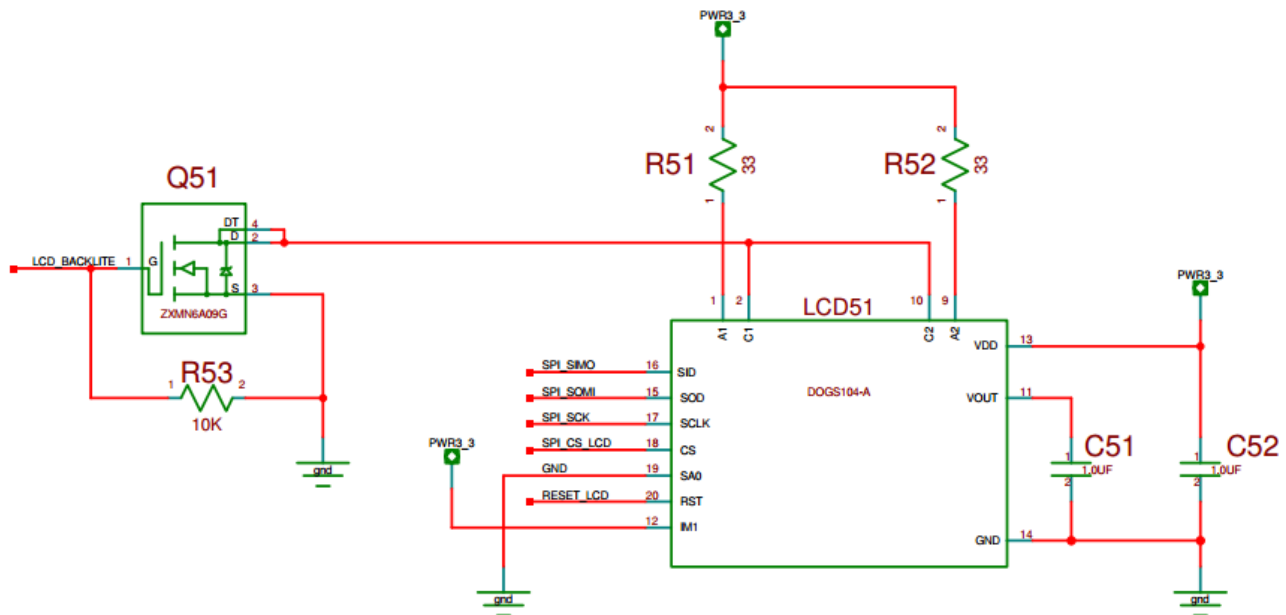 PWR3_3
2
2
R51
33
R52
33
1
1
Q51
DT
4
D
2
LCD_BACKLITE
1
G
S
3
ZXMN6A09G
PWR3_3
1
2
10
9
LCD51
A1
C1
C2
A2
VDD
13
R53
1
2
10K
SPI_SIMO
16
SID
DOGS104-A
SPI_SOMI
15
SOD
VOUT
11
SPI_SCK
17
SCLK
PWR3_3
SPI_CS_LCD
18
CS
C51
C52
1
1.0UF
2
1
1.0UF
2
GND
19
SA0
gnd
RESET_LCD
20
RST
12
IM1
GND
14
gnd
gnd